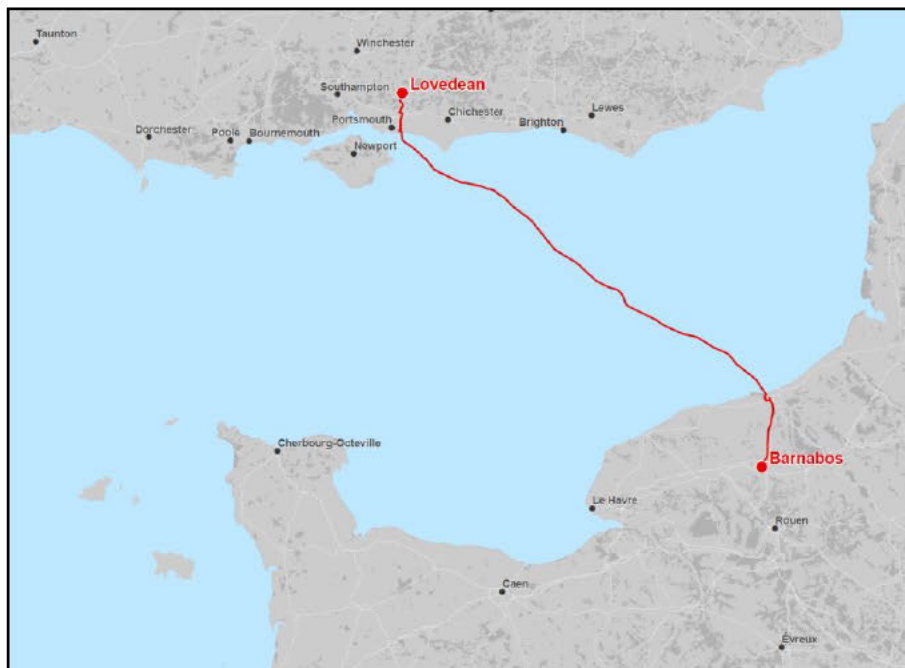 Taunton
Winchester
Southampton
Lovedean
Chichester
Lewes
Portsmouth
Brighton
Dorchester
Poole
Bournemouth
Newport
Cherbourg-Octeville
Barnabos
Le Havre
Rouen
Caen
Évreux